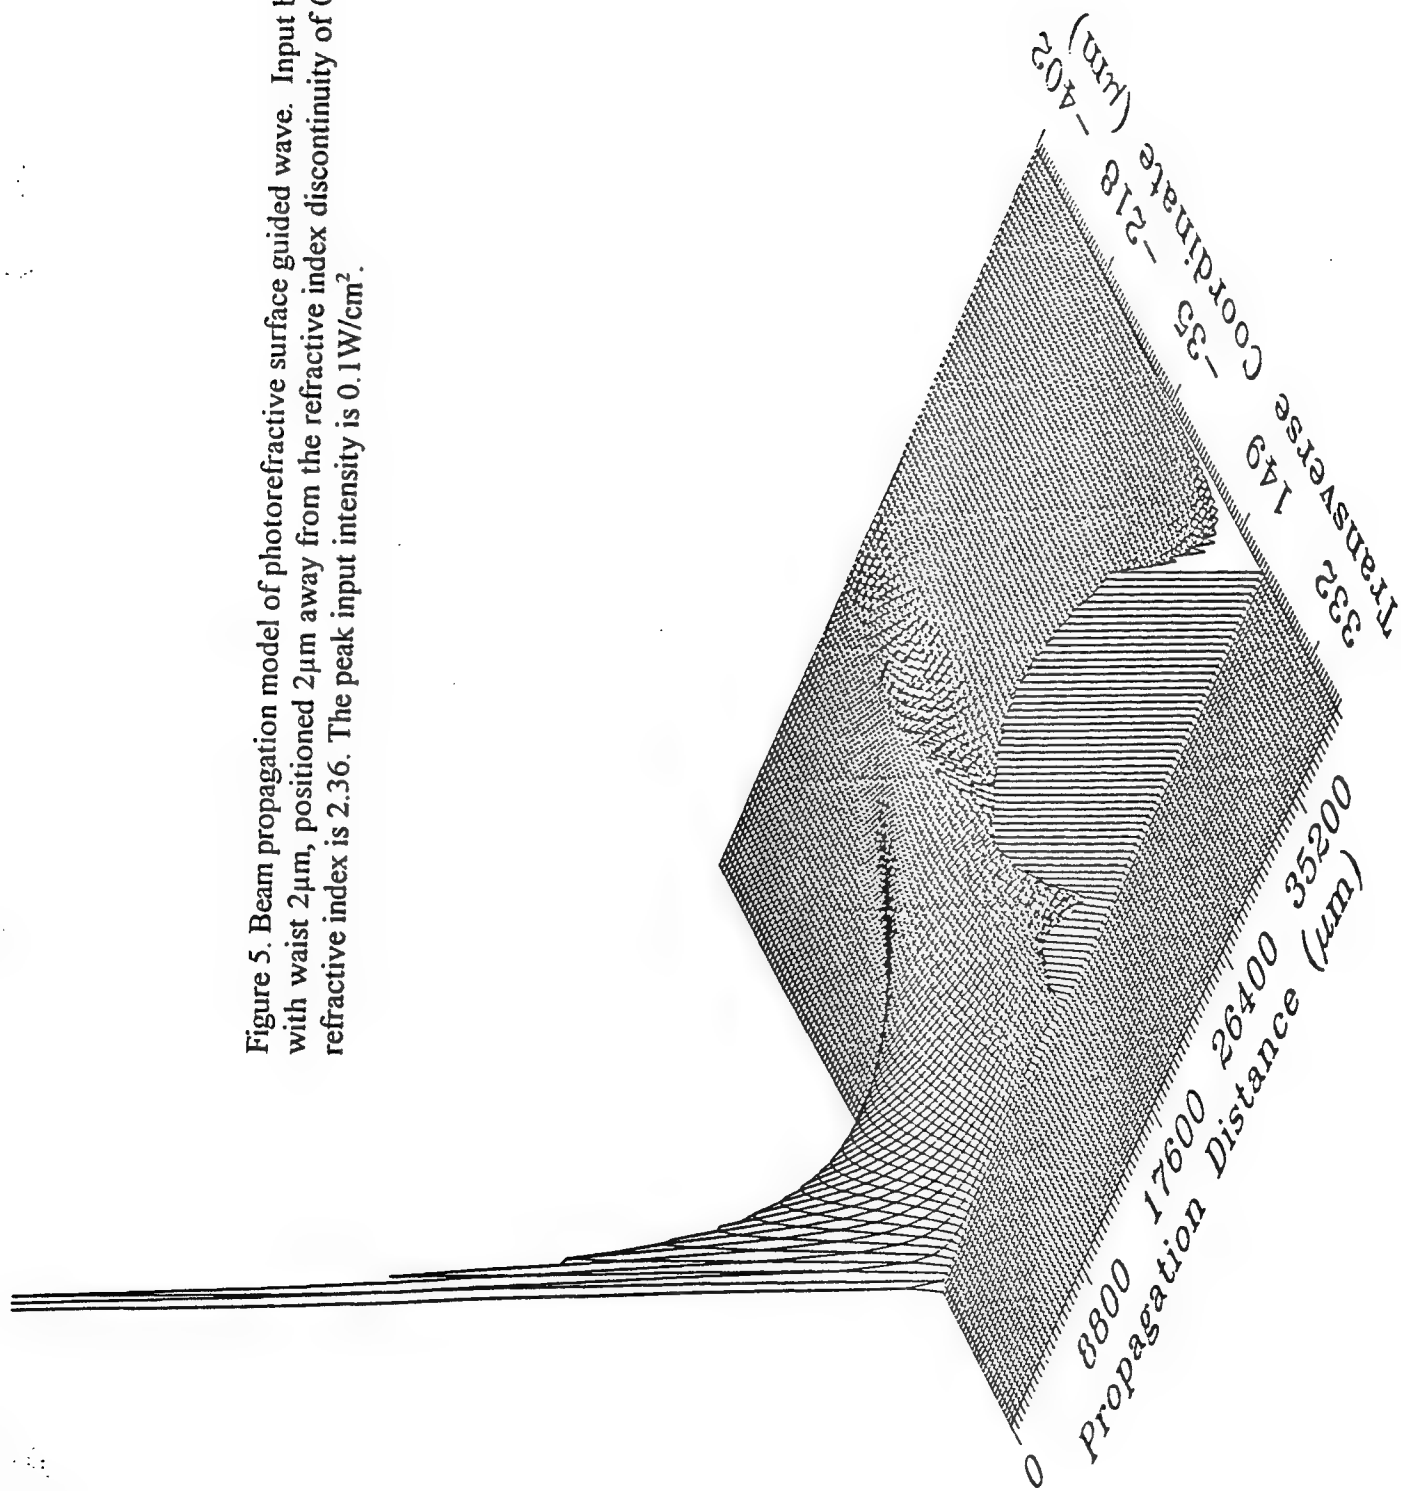 Figure 5. Beam propagation model of photorefractive surface guided wave. Input
with waist 2μm, positioned 2μm away from the refractive index discontinuity of
refractive index is 2.36. The peak input intensity is 0.1W/cm².
0
8800
17600
26400
35200
Propagation Distance (μm)
332
149
-35
-218
-402
Transverse Coordinate (μm)